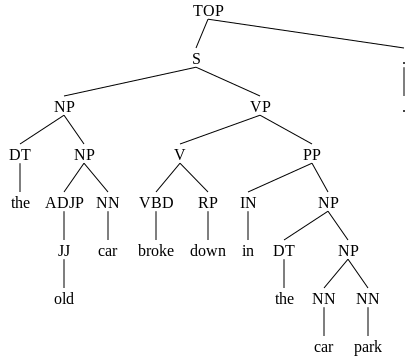 TOP
S .
NP VP
DT NP V PP .
the ADJP NN VBD RP IN NP
JJ car broke down in DT NP
old the NN NN
car park